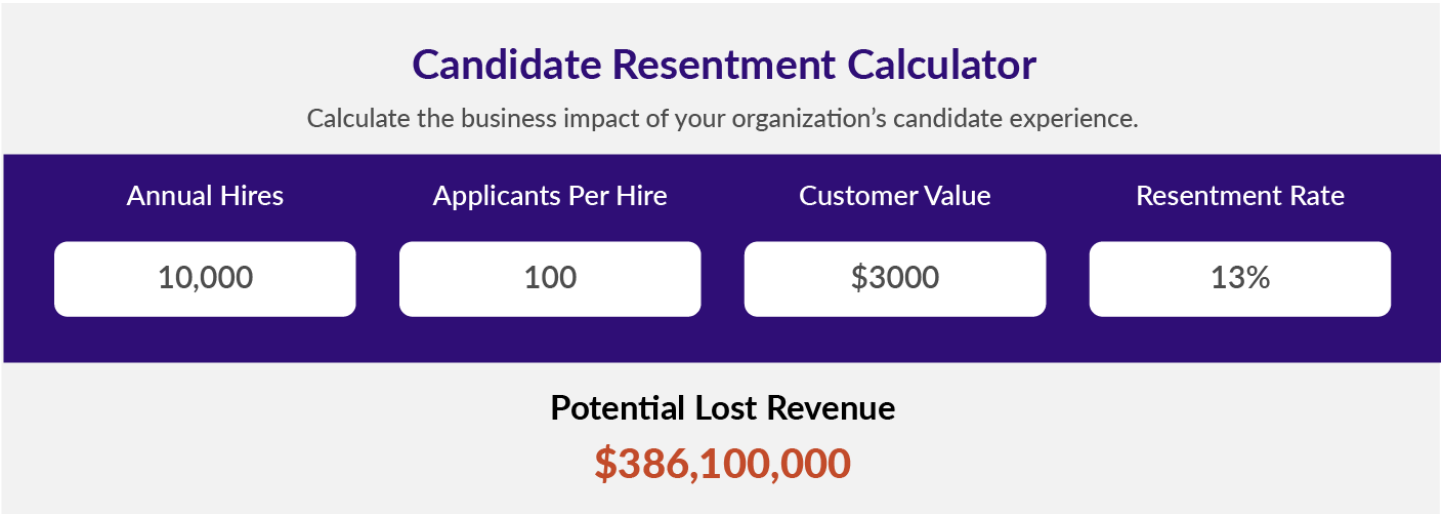 Candidate Resentment Calculator
Calculate the business impact of your organization’s candidate experience.
Annual Hires
Applicants Per Hire
Customer Value
Resentment Rate
10,000
100
$3000
13%
Potential Lost Revenue
$386,100,000